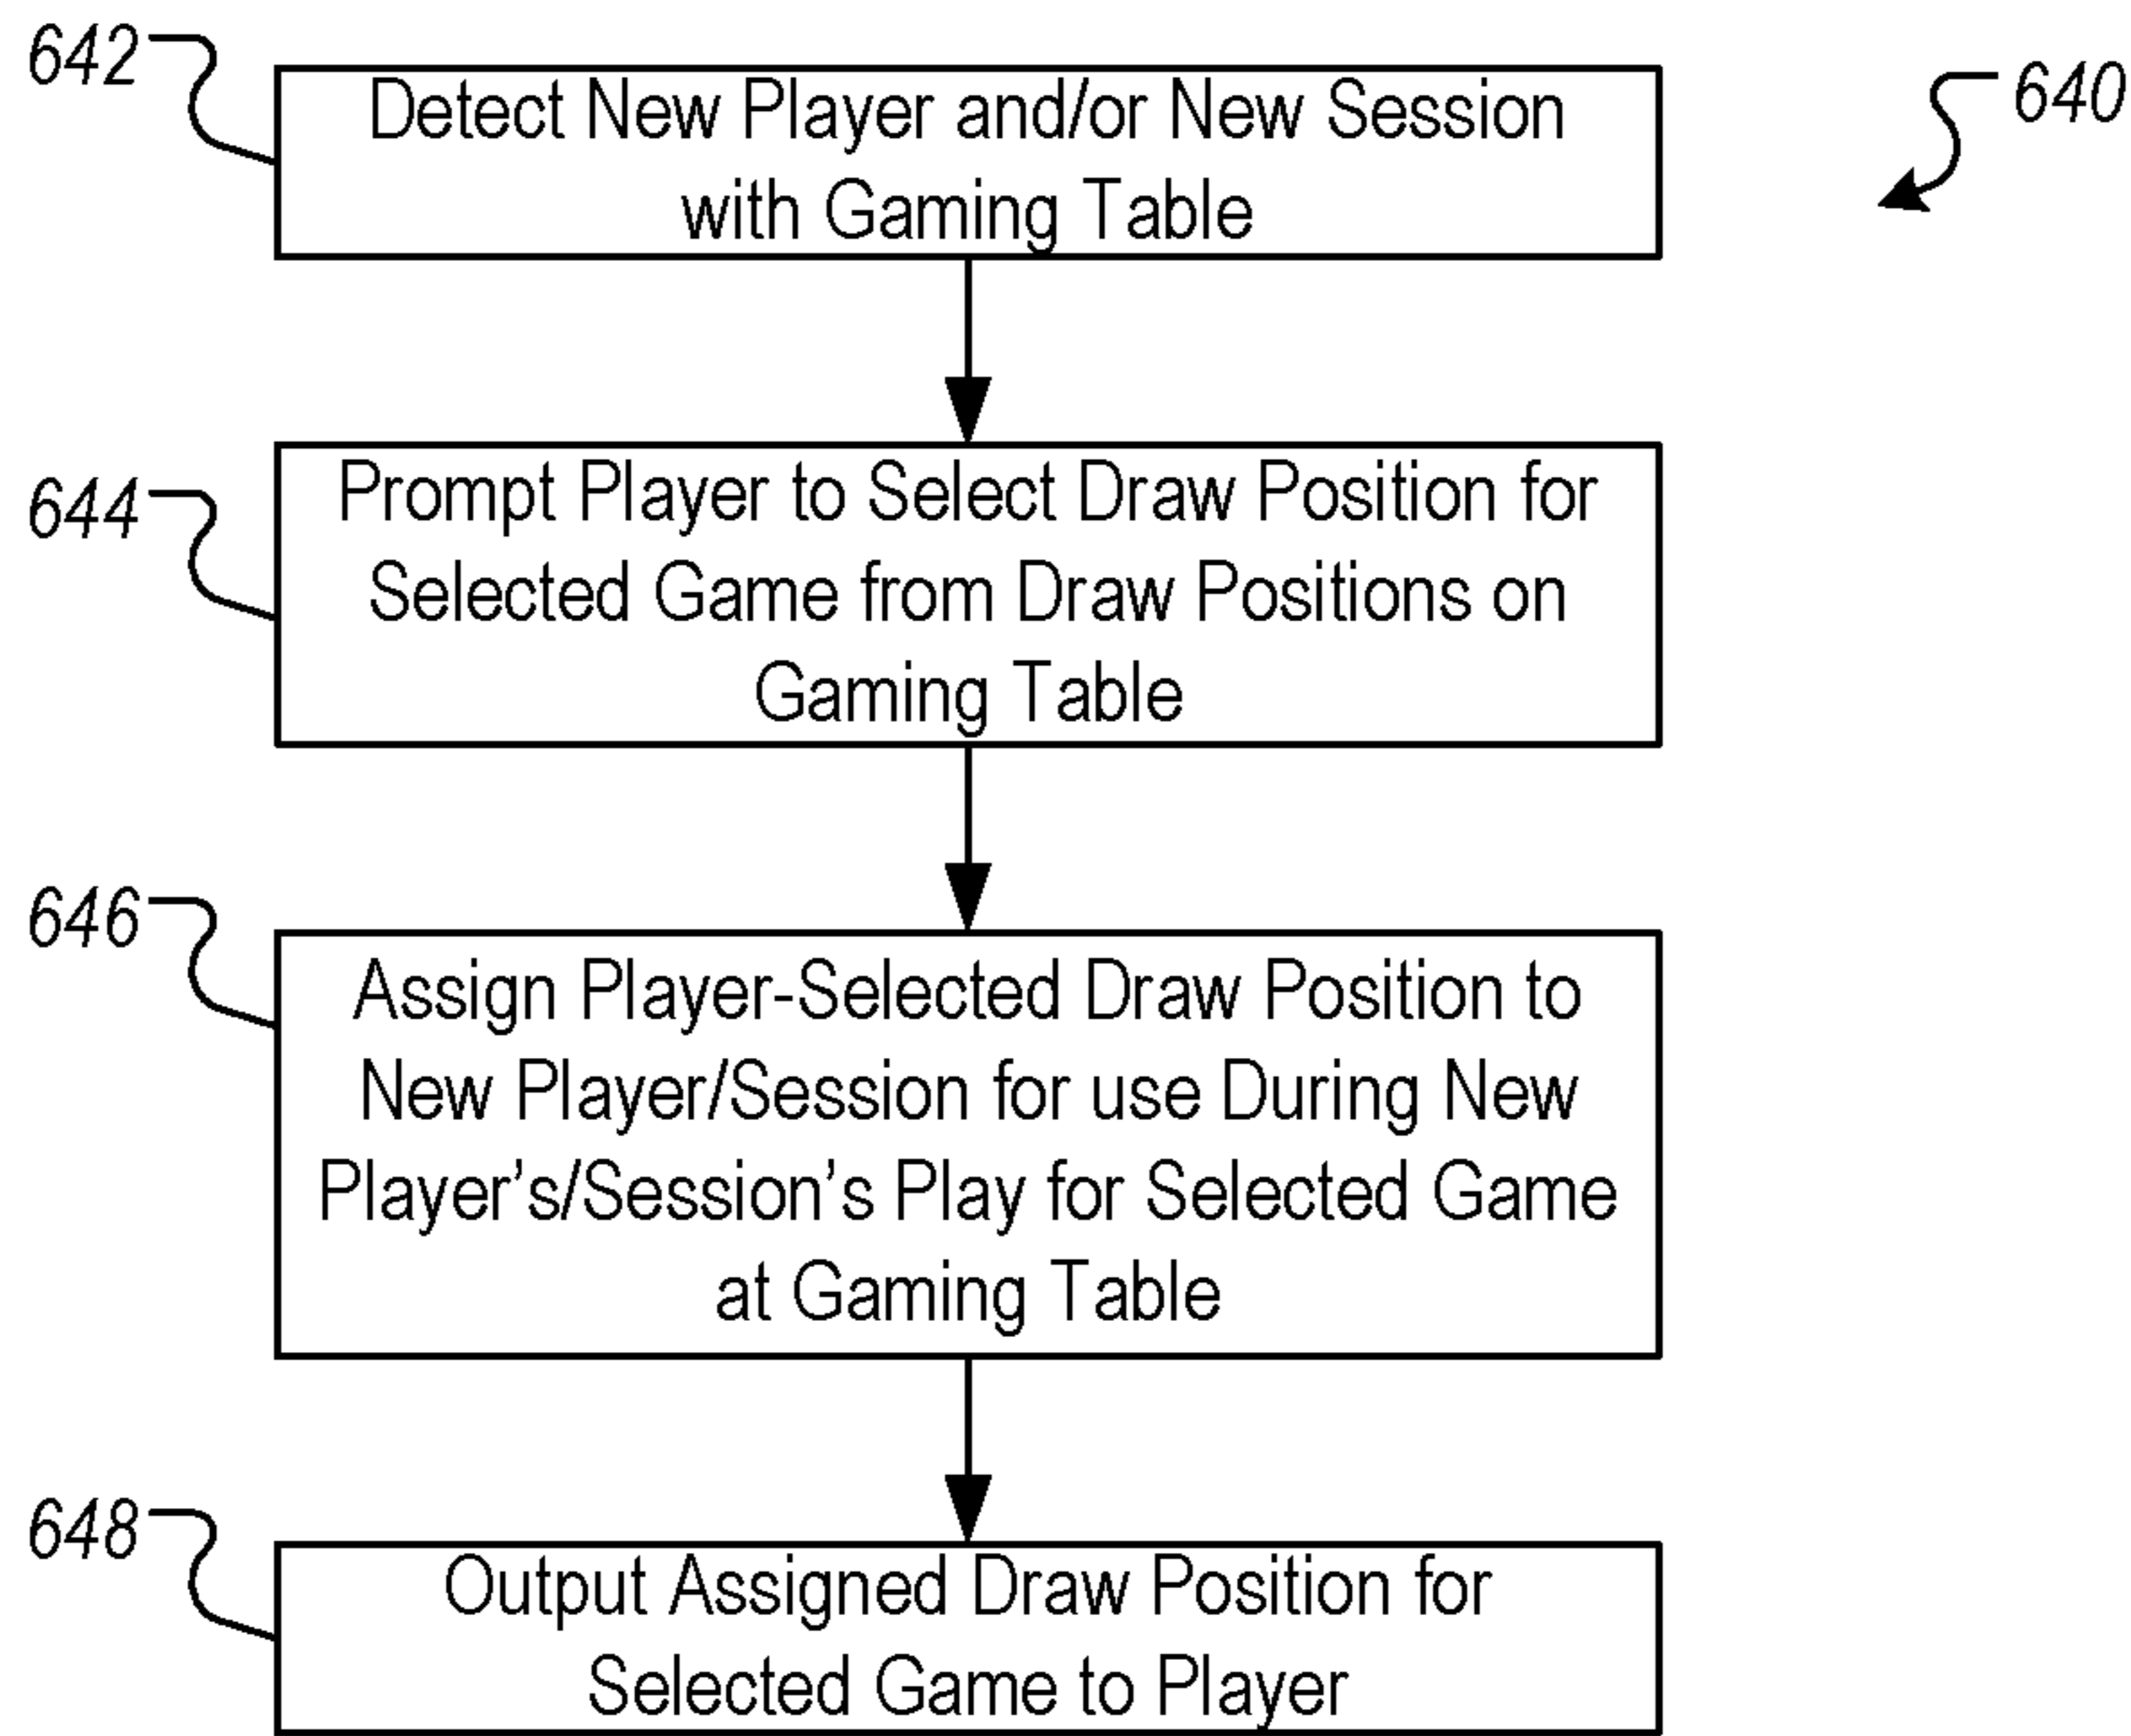 642
Detect New Player and/or New Session
with Gaming Table
640
644
Prompt Player to Select Draw Position for
Selected Game from Draw Positions on
Gaming Table
646
Assign Player-Selected Draw Position to
New Player/Session for use During New
Player’s/Session’s Play for Selected Game
at Gaming Table
648
Output Assigned Draw Position for
Selected Game to Player